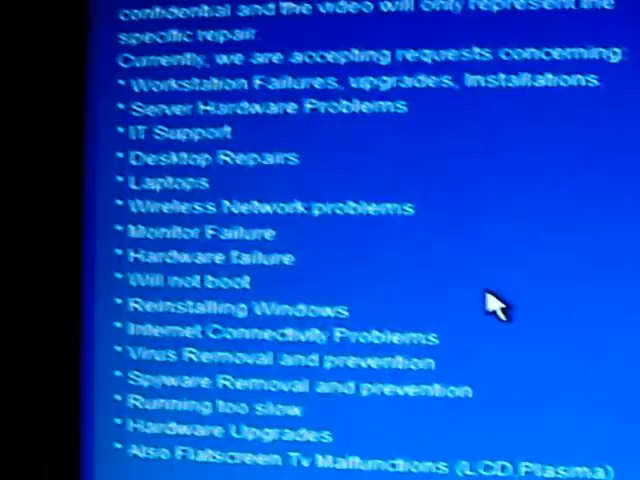 confidential and the video will only represent the
specific repair.
Currently, we are accepting requests concerning:
* Workstation Failures, upgrades, Installations.
* Server Hardware Problems
* IT Support
* Desktop Repairs
* Laptops
* Wireless Network problems
* Monitor Failure
* Hardware failure
* Will not boot
* Reinstalling Windows
* Internet Connectivity Problems
* Virus Removal and prevention
* Spyware Removal and prevention
* Running too slow
* Hardware Upgrades
* Also Flatscreen Tv Malfunctions (LCD,Plasma)